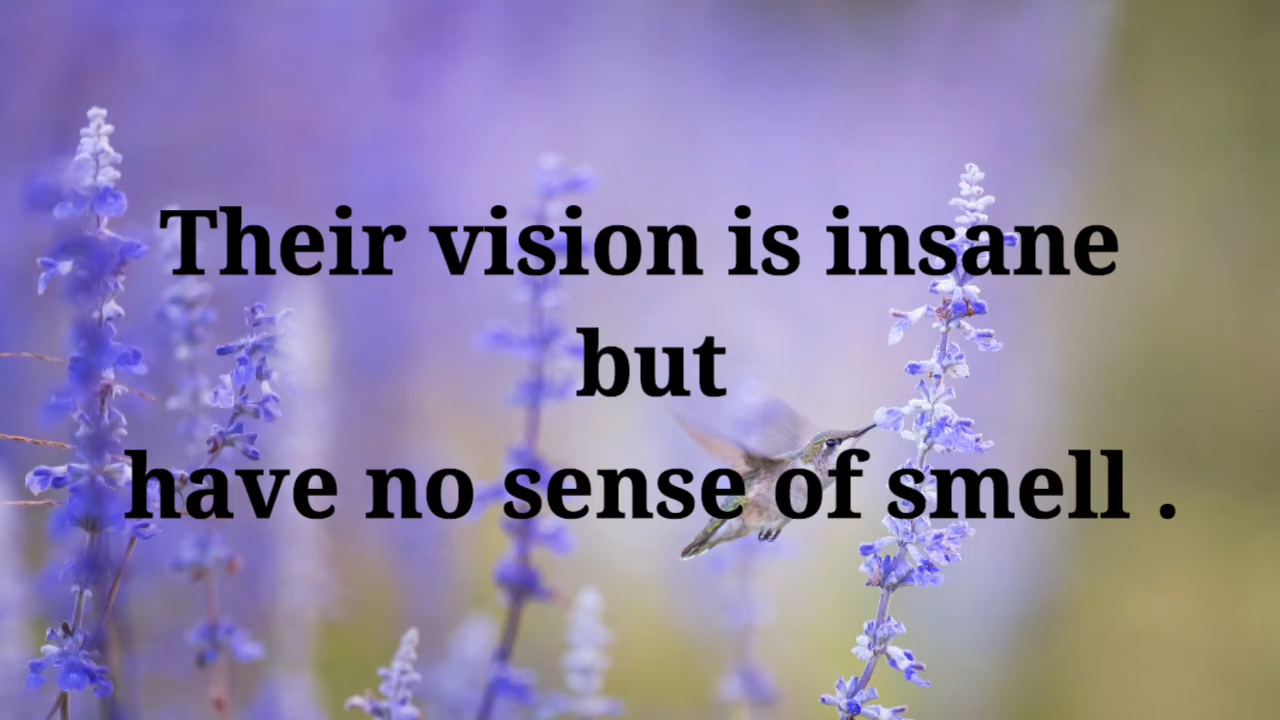 Their vision is insane
but
have no sense of smell .